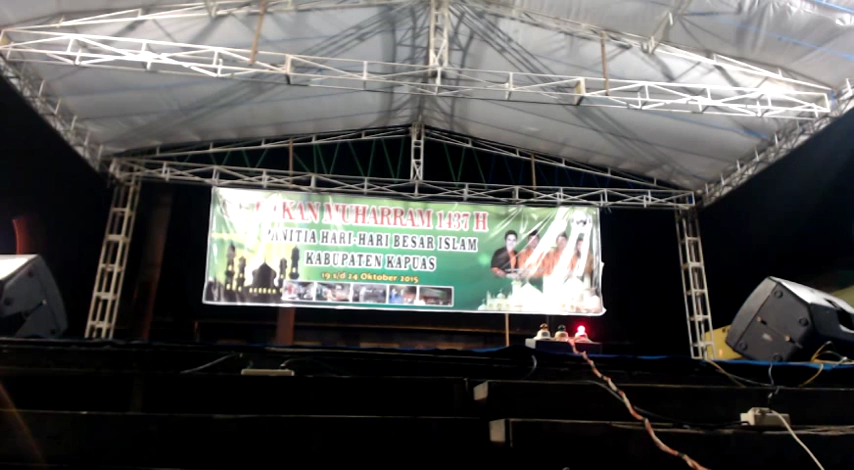 MUHARRAM 1437 H
PANITIA HARI-HARI BESAR ISLAM
KABUPATEN KAPUAS
19 s/d 24 Oktober 2015